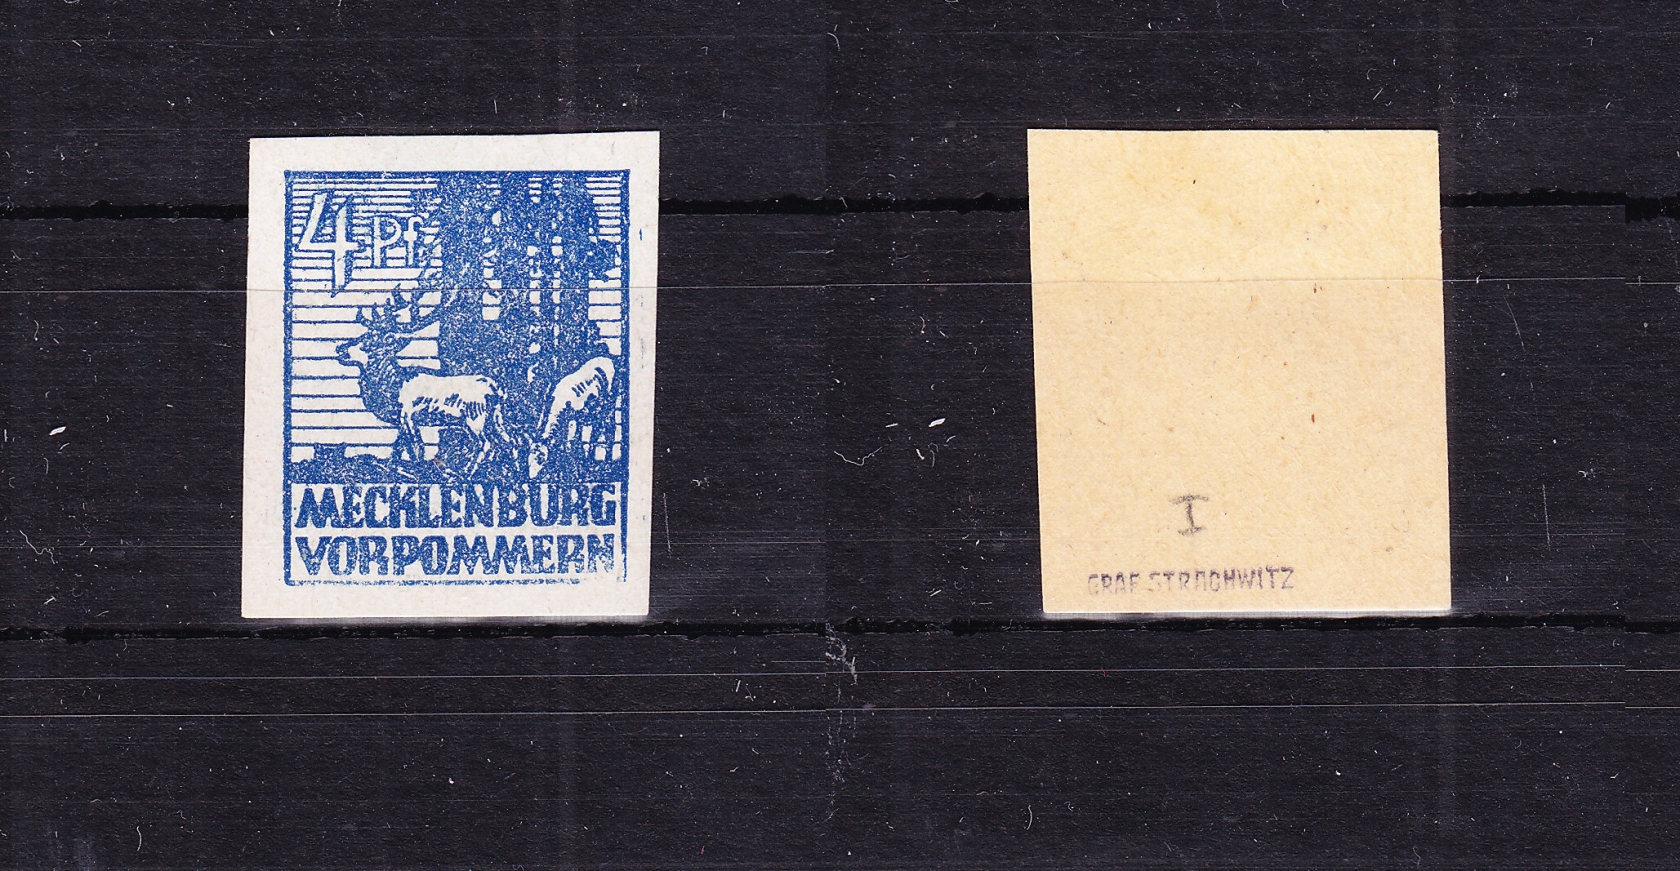 4 Pf
MECKLENBURG
VORPOMMERN
I
GRAF STRACHWITZ